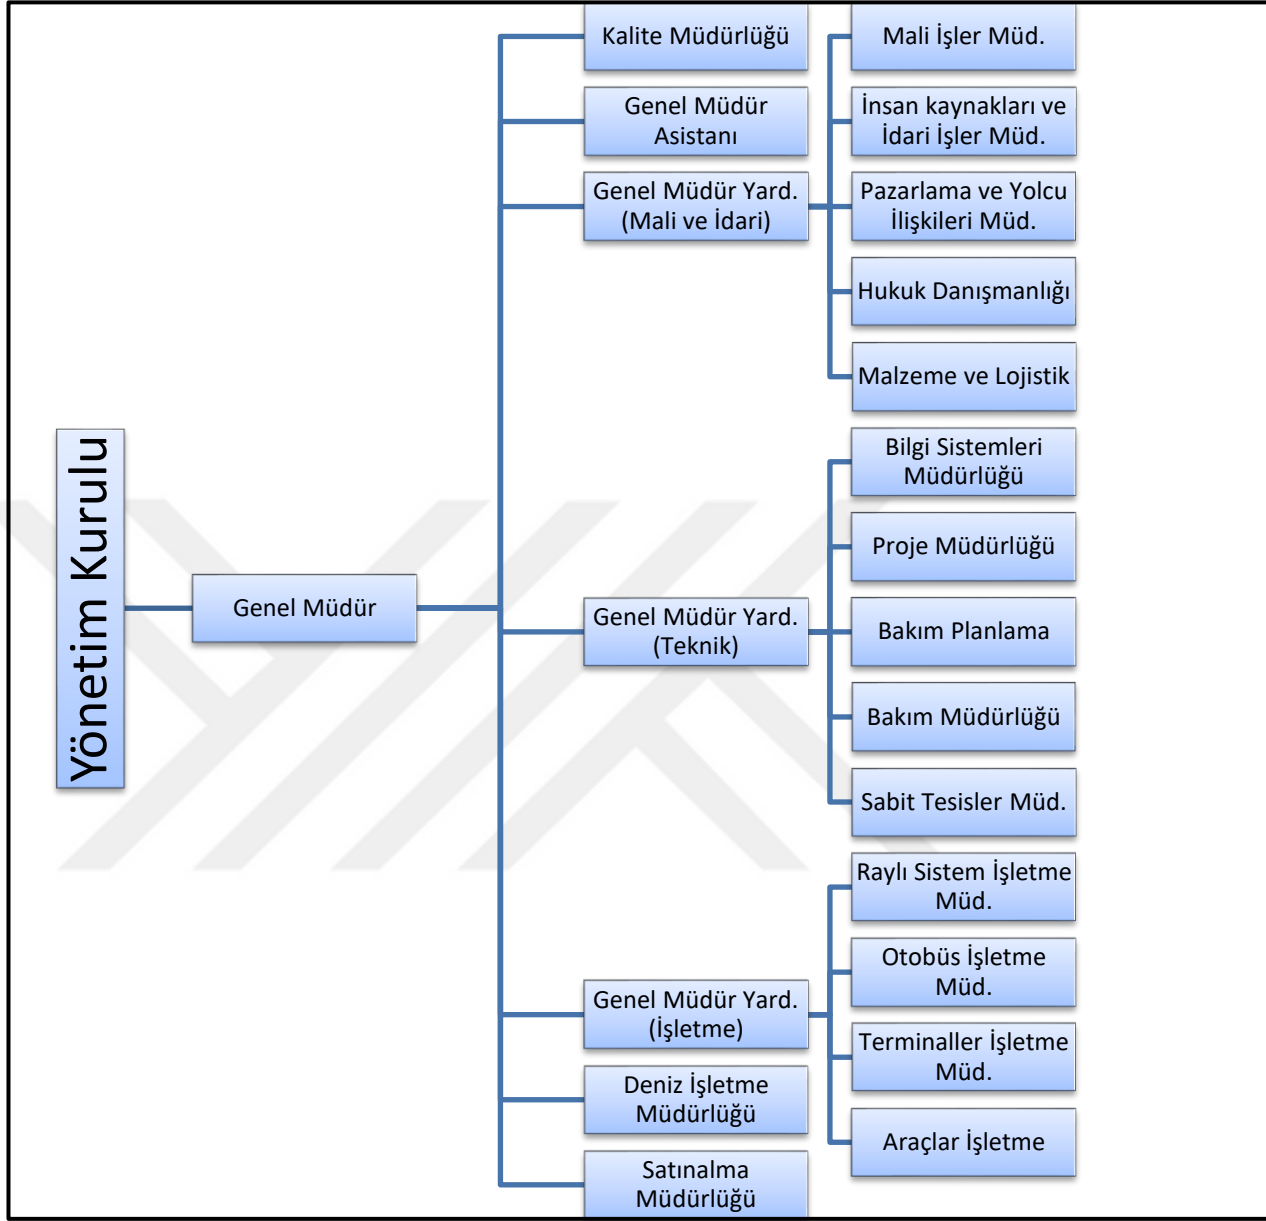 Yönetim Kurulu
Genel Müdür
Kalite Müdürlüğü
Genel Müdür
Asistanı
Genel Müdür Yard.
(Mali ve İdari)
Mali İşler Müd.
İnsan kaynakları ve
İdari İşler Müd.
Pazarlama ve Yolcu
İlişkileri Müd.
Hukuk Danışmanlığı
Malzeme ve Lojistik
Genel Müdür Yard.
(Teknik)
Bilgi Sistemleri
Müdürlüğü
Proje Müdürlüğü
Bakım Planlama
Bakım Müdürlüğü
Sabit Tesisler Müd.
Genel Müdür Yard.
(İşletme)
Raylı Sistem İşletme
Müd.
Otobüs İşletme
Müd.
Terminaller İşletme
Müd.
Araçlar İşletme
Deniz İşletme
Müdürlüğü
Satınalma
Müdürlüğü